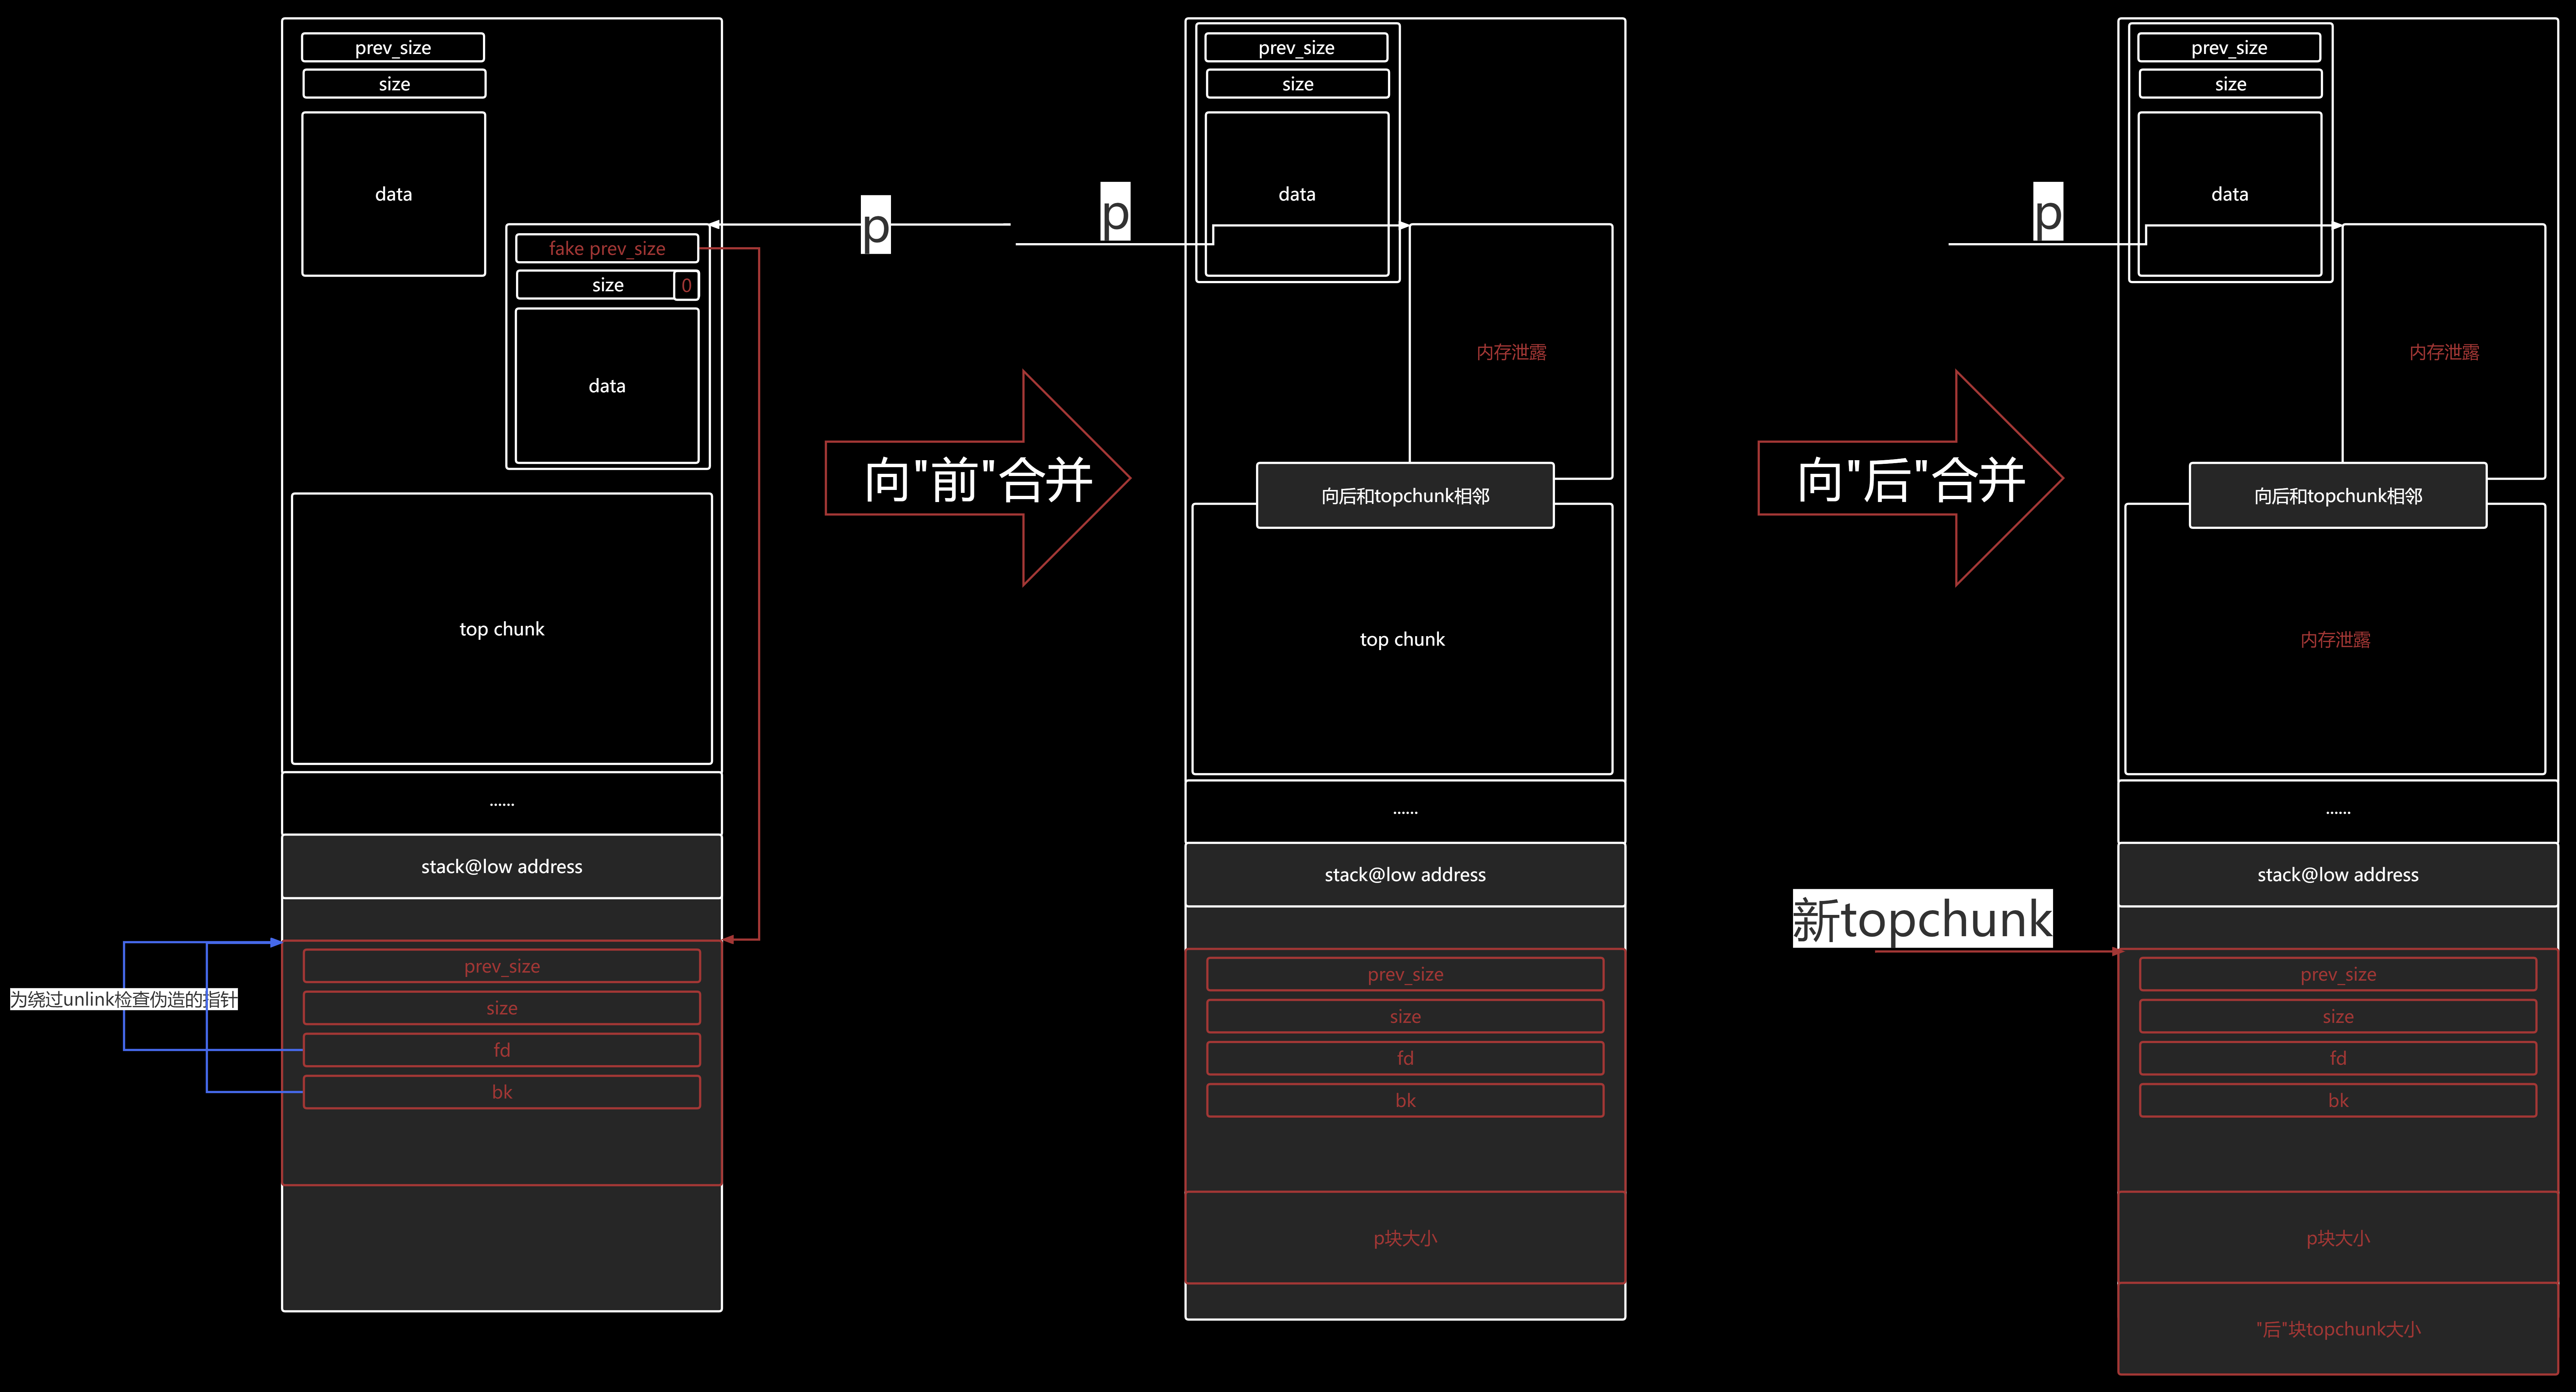 prev_size
size
data
fake prev_size
size
0
data
p
top chunk
......
stack@low address
为绕过unlink检查伪造的指针
prev_size
size
fd
bk
向"前"合并
prev_size
size
data
p
内存泄露
向后和topchunk相邻
top chunk
......
stack@low address
prev_size
size
fd
bk
p块大小
向"后"合并
prev_size
size
data
p
内存泄露
向后和topchunk相邻
内存泄露
......
stack@low address
新topchunk
prev_size
size
fd
bk
p块大小
"后"块topchunk大小